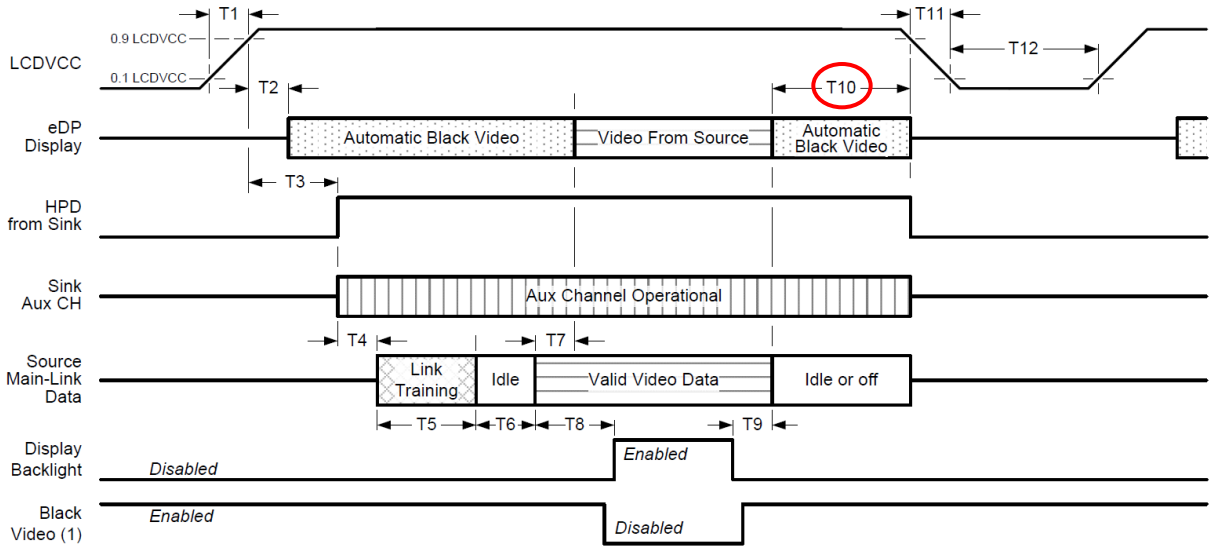 T1
T11
0.9 LCDVCC
T12
LCDVCC
0.1 LCDVCC
T2
T10
eDP
Display
Automatic Black Video
Video From Source
Automatic
Black Video
T3
HPD
from Sink
Sink
Aux CH
Aux Channel Operational
T4
T7
Source
Main-Link
Data
Link
Training
Idle
Valid Video Data
Idle or off
T5
T6
T8
T9
Display
Backlight
Disabled
Enabled
Black
Video (1)
Enabled
Disabled